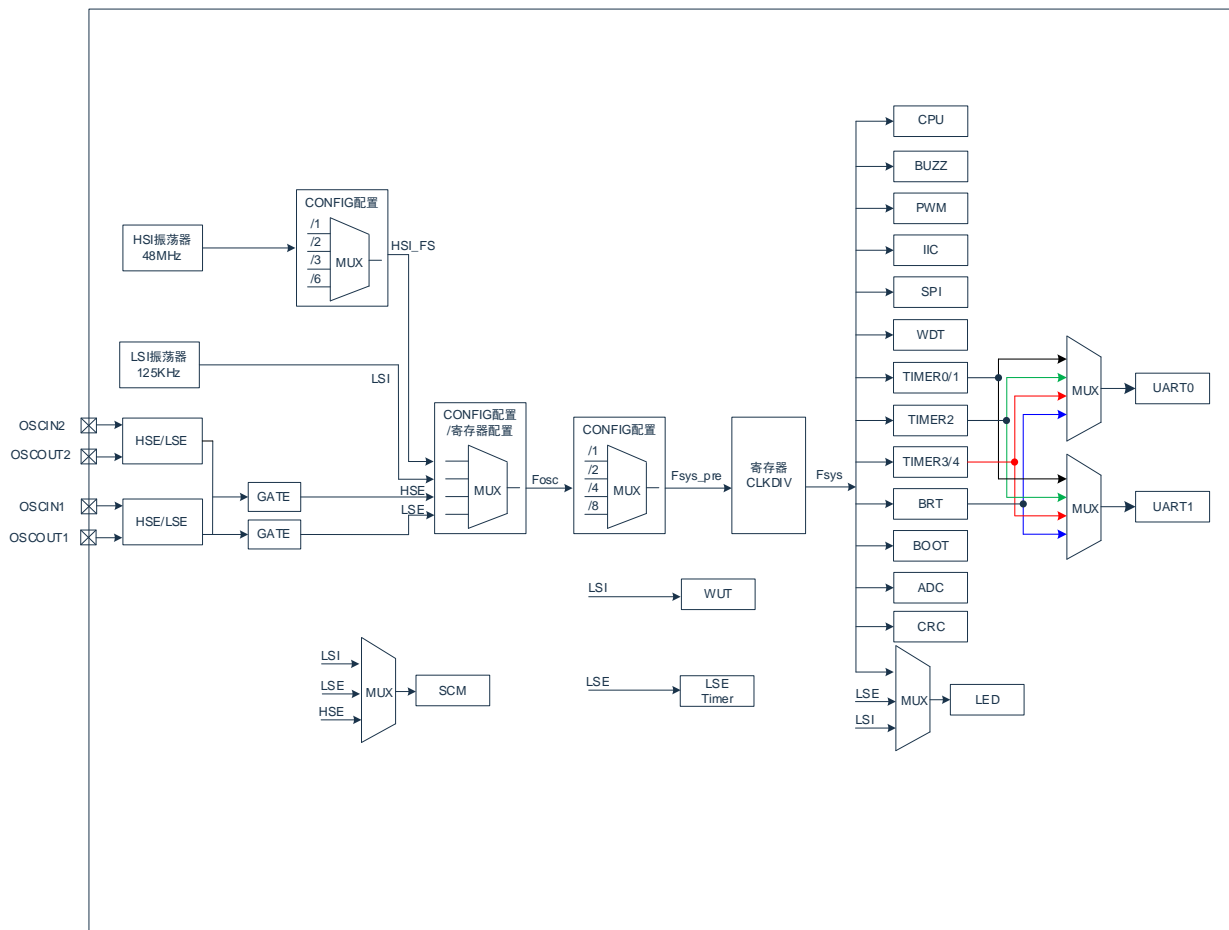 CPU
BUZZ
PWM
IIC
SPI
WDT
TIMER0/1
TIMER2
TIMER3/4
BRT
BOOT
ADC
CRC
CONFIG配置
/1
/2
/3
/6
MUX
HSI_FS
HSI振荡器
48MHz
LSI振荡器
125KHz
LSI
OSCIN2
OSCOUT2
HSE/LSE
OSCIN1
OSCOUT1
HSE/LSE
GATE
GATE
HSE
LSE
CONFIG配置
/寄存器配置
MUX
Fosc
CONFIG配置
/1
/2
/4
/8
MUX
Fsys_pre
寄存器
CLKDIV
Fsys
MUX
UART0
MUX
UART1
LSI
WUT
LSI
LSE
HSE
MUX
SCM
LSE
LSE
Timer
LSE
LSI
MUX
LED